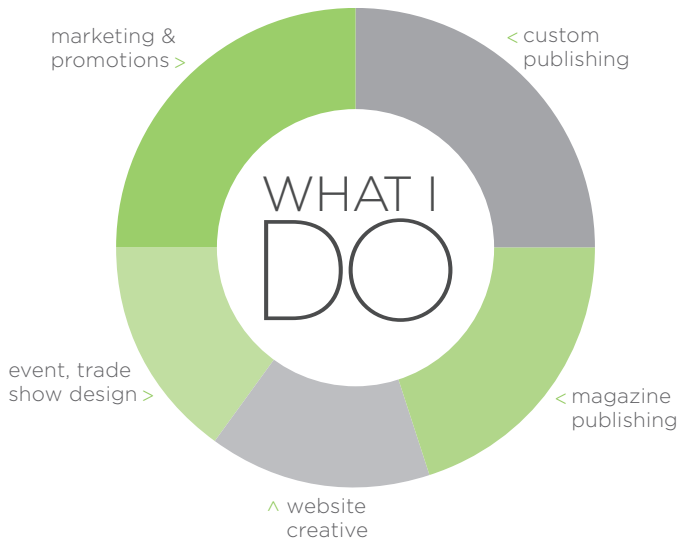 marketing &
promotions >
< custom
publishing
WHAT I
DO
event, trade
show design >
< magazine
publishing
^ website
creative